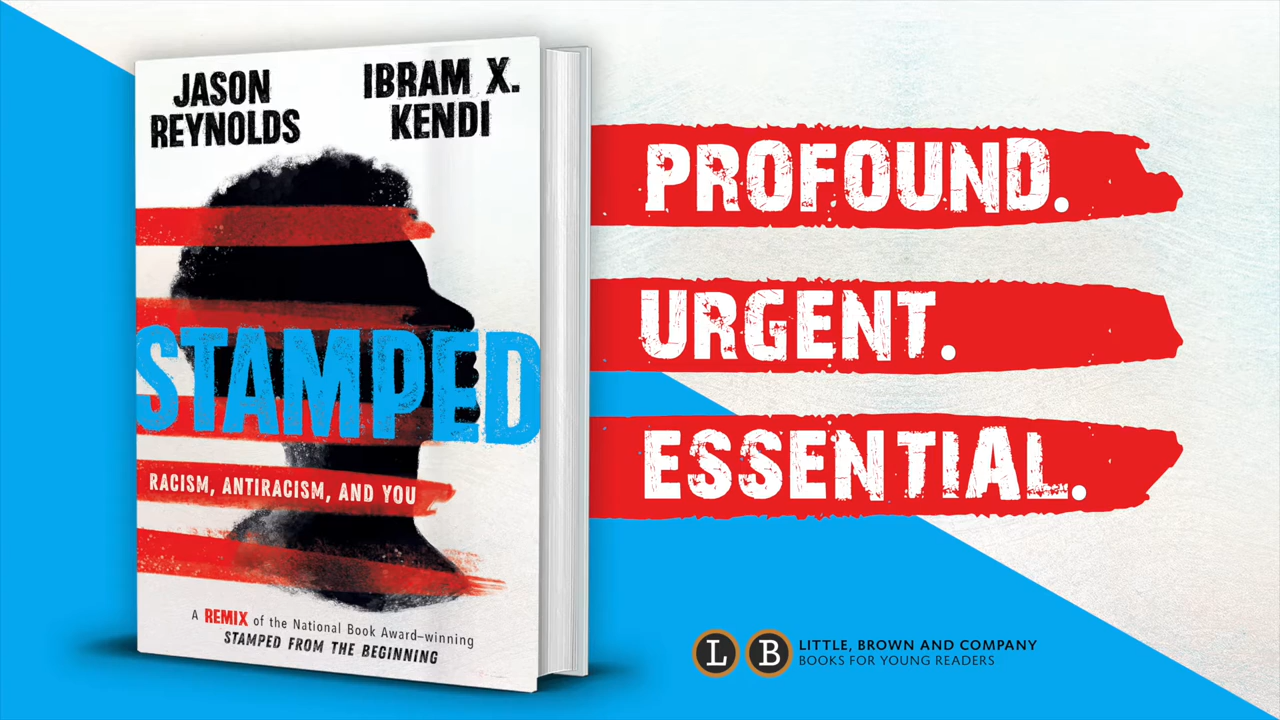 JASON
REYNOLDS
IBRAM X.
KENDI
STAMPED
RACISM, ANTIRACISM, AND YOU
A REMIX of the National Book Award–winning
STAMPED FROM THE BEGINNING
PROFOUND.
URGENT.
ESSENTIAL.
L B
LITTLE, BROWN AND COMPANY
BOOKS FOR YOUNG READERS